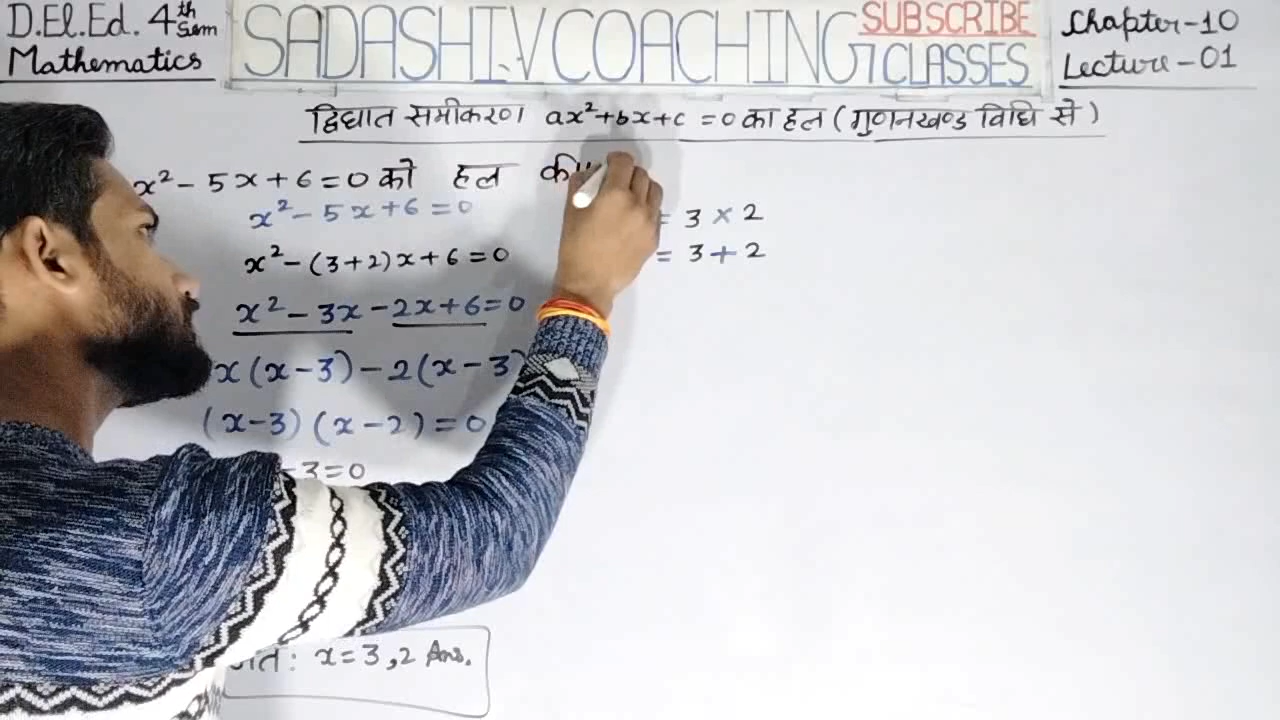 D.El.Ed. 4th Sem
Mathematics
SADASHIV COACHING CLASSES
SUBSCRIBE
Chapter-10
Lecture-01
द्विघात समीकरण ax²+bx+c=0 का हल (गुणनखण्ड विधि से)
x²-5x+6=0 को हल
x²-5x+6=0
= 3×2
x²-(3+2)x+6=0
= 3+2
x²-3x-2x+6=0
x(x-3)-2(x-3)
(x-3)(x-2)=0
-3=0
x=3,2 Ans.